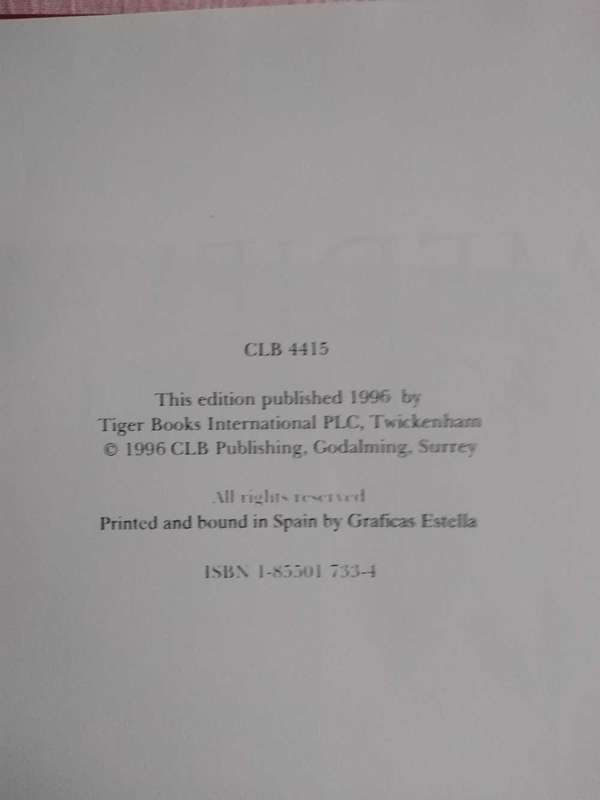 CLB 4415
This edition published 1996 by
Tiger Books International PLC, Twickenham
© 1996 CLB Publishing, Godalming, Surrey
All rights reserved
Printed and bound in Spain by Graficas Estella
ISBN 1-85501 733-4